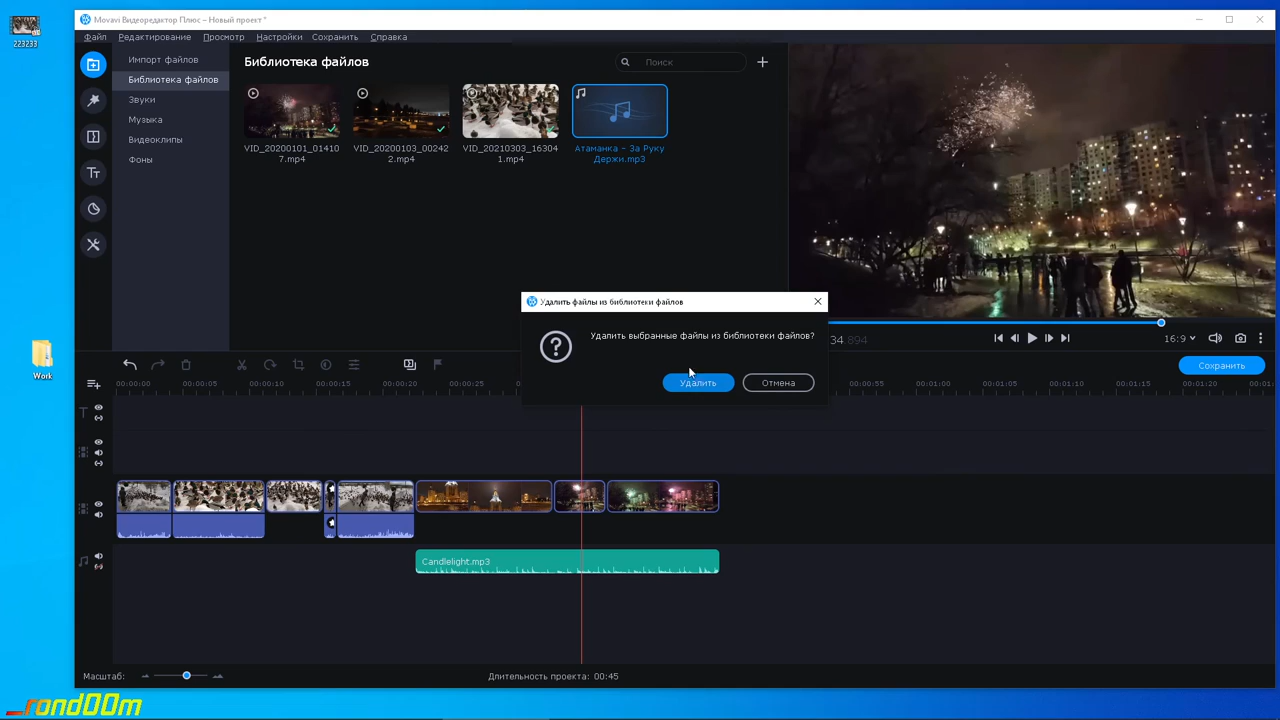 223233
Work
Movavi Видеоредактор Плюс – Новый проект *
Файл Редактирование Просмотр Настройки Сохранить Справка
Импорт файлов
Библиотека файлов
Звуки
Музыка
Видеоклипы
Фоны
Библиотека файлов
Поиск
VID_20200101_01410
7.mp4
VID_20200103_00242
2.mp4
VID_20210303_16304
1.mp4
Атаманка – За Руку
Держи.mp3
Удалить файлы из библиотеки файлов
Удалить выбранные файлы из библиотеки файлов?
Удалить Отмена
34.894
16:9
Сохранить
00:00:00 00:00:05 00:00:10 00:00:15 00:00:20 00:00:25 00:00:55 00:01:00 00:01:05 00:01:10 00:01:15 00:01:20 00:01:25
Candlelight.mp3
Масштаб:
Длительность проекта: 00:45
_rond00m